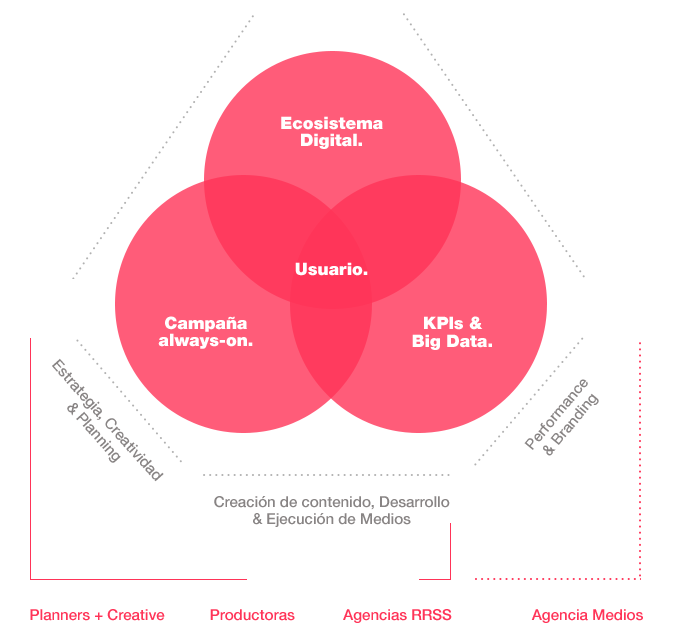 Ecosistema
Digital.
Usuario.
Campaña
always-on.
KPIs &
Big Data.
Estrategia, Creatividad
& Planning
Performance
& Branding
Creación de contenido, Desarrollo
& Ejecución de Medios
Planners + Creative
Productoras
Agencias RRSS
Agencia Medios